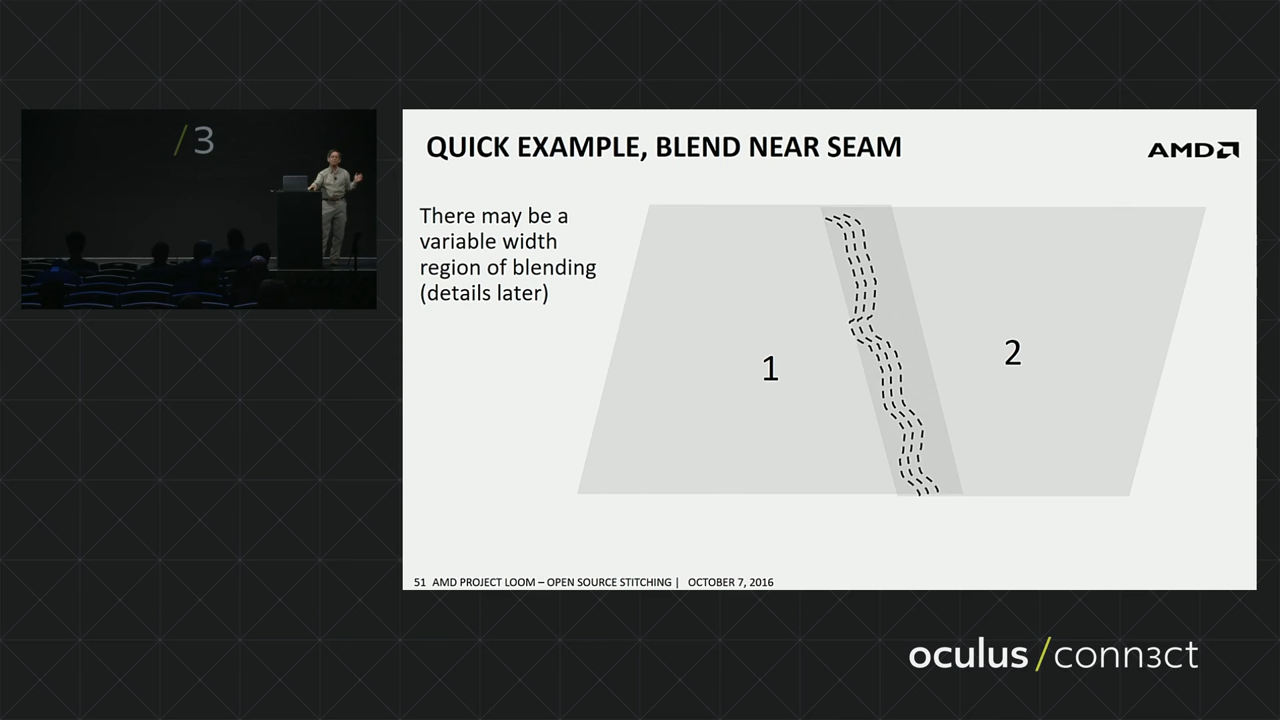 /3
QUICK EXAMPLE, BLEND NEAR SEAM
AMD
There may be a
variable width
region of blending
(details later)
1
2
51 AMD PROJECT LOOM – OPEN SOURCE STITCHING | OCTOBER 7, 2016
oculus /conn3ct